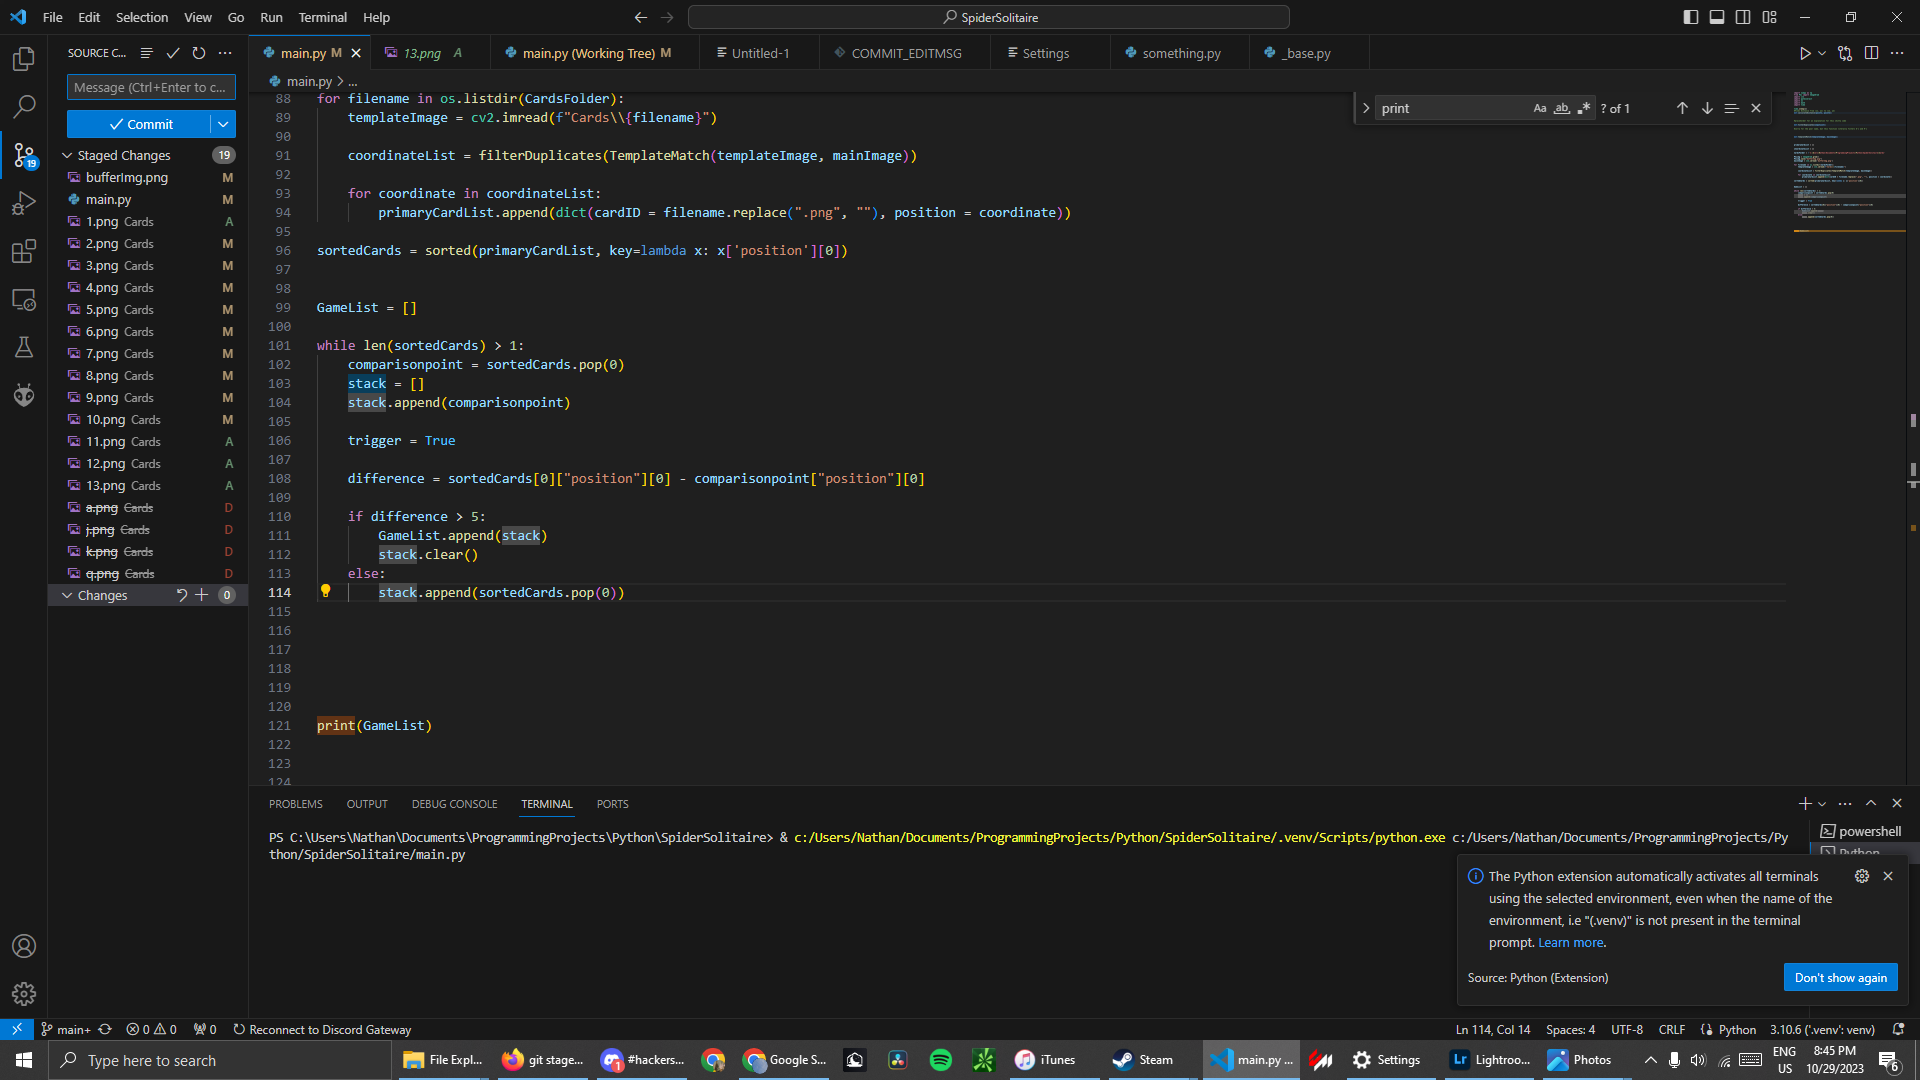 File Edit Selection View Go Run Terminal Help
SpiderSolitaire
SOURCE C...
main.py M
13.png A
main.py (Working Tree) M
Untitled-1
COMMIT_EDITMSG
Settings
something.py
_base.py
main.py > ...
Message (Ctrl+Enter to c...
Commit
Staged Changes 19
bufferImg.png M
main.py M
1.png Cards A
2.png Cards M
3.png Cards M
4.png Cards M
5.png Cards M
6.png Cards M
7.png Cards M
8.png Cards M
9.png Cards M
10.png Cards M
11.png Cards A
12.png Cards A
13.png Cards A
a.png Cards D
j.png Cards D
k.png Cards D
q.png Cards D
Changes 0
19
print
Aa ab ? of 1
88 for filename in os.listdir(CardsFolder):
89 templateImage = cv2.imread(f"Cards\\{filename}")
90
91 coordinateList = filterDuplicates(TemplateMatch(templateImage, mainImage))
92
93 for coordinate in coordinateList:
94 primaryCardList.append(dict(cardID = filename.replace(".png", ""), position = coordinate))
95
96 sortedCards = sorted(primaryCardList, key=lambda x: x['position'][0])
97
98
99 GameList = []
100
101 while len(sortedCards) > 1:
102 comparisonpoint = sortedCards.pop(0)
103 stack = []
104 stack.append(comparisonpoint)
105
106 trigger = True
107
108 difference = sortedCards[0]["position"][0] - comparisonpoint["position"][0]
109
110 if difference > 5:
111 GameList.append(stack)
112 stack.clear()
113 else:
114 stack.append(sortedCards.pop(0))
115
116
117
118
119
120
121 print(GameList)
122
123
124
PROBLEMS OUTPUT DEBUG CONSOLE TERMINAL PORTS
PS C:\Users\Nathan\Documents\ProgrammingProjects\Python\SpiderSolitaire> & c:/Users/Nathan/Documents/ProgrammingProjects/Python/SpiderSolitaire/.venv/Scripts/python.exe c:/Users/Nathan/Documents/ProgrammingProjects/Py
thon/SpiderSolitaire/main.py
powershell
Python
The Python extension automatically activates all terminals
using the selected environment, even when the name of the
environment, i.e "(.venv)" is not present in the terminal
prompt. Learn more.
Source: Python (Extension)
Don't show again
main+ 0 0 0 Reconnect to Discord Gateway
Ln 114, Col 14 Spaces: 4 UTF-8 CRLF Python 3.10.6 ('.venv': venv)
Type here to search
File Expl...
git stage...
1
#hackers...
Google S...
iTunes
Steam
main.py ...
Settings
Lr
Lightroo...
Photos
ENG
US
8:45 PM
10/29/2023
6